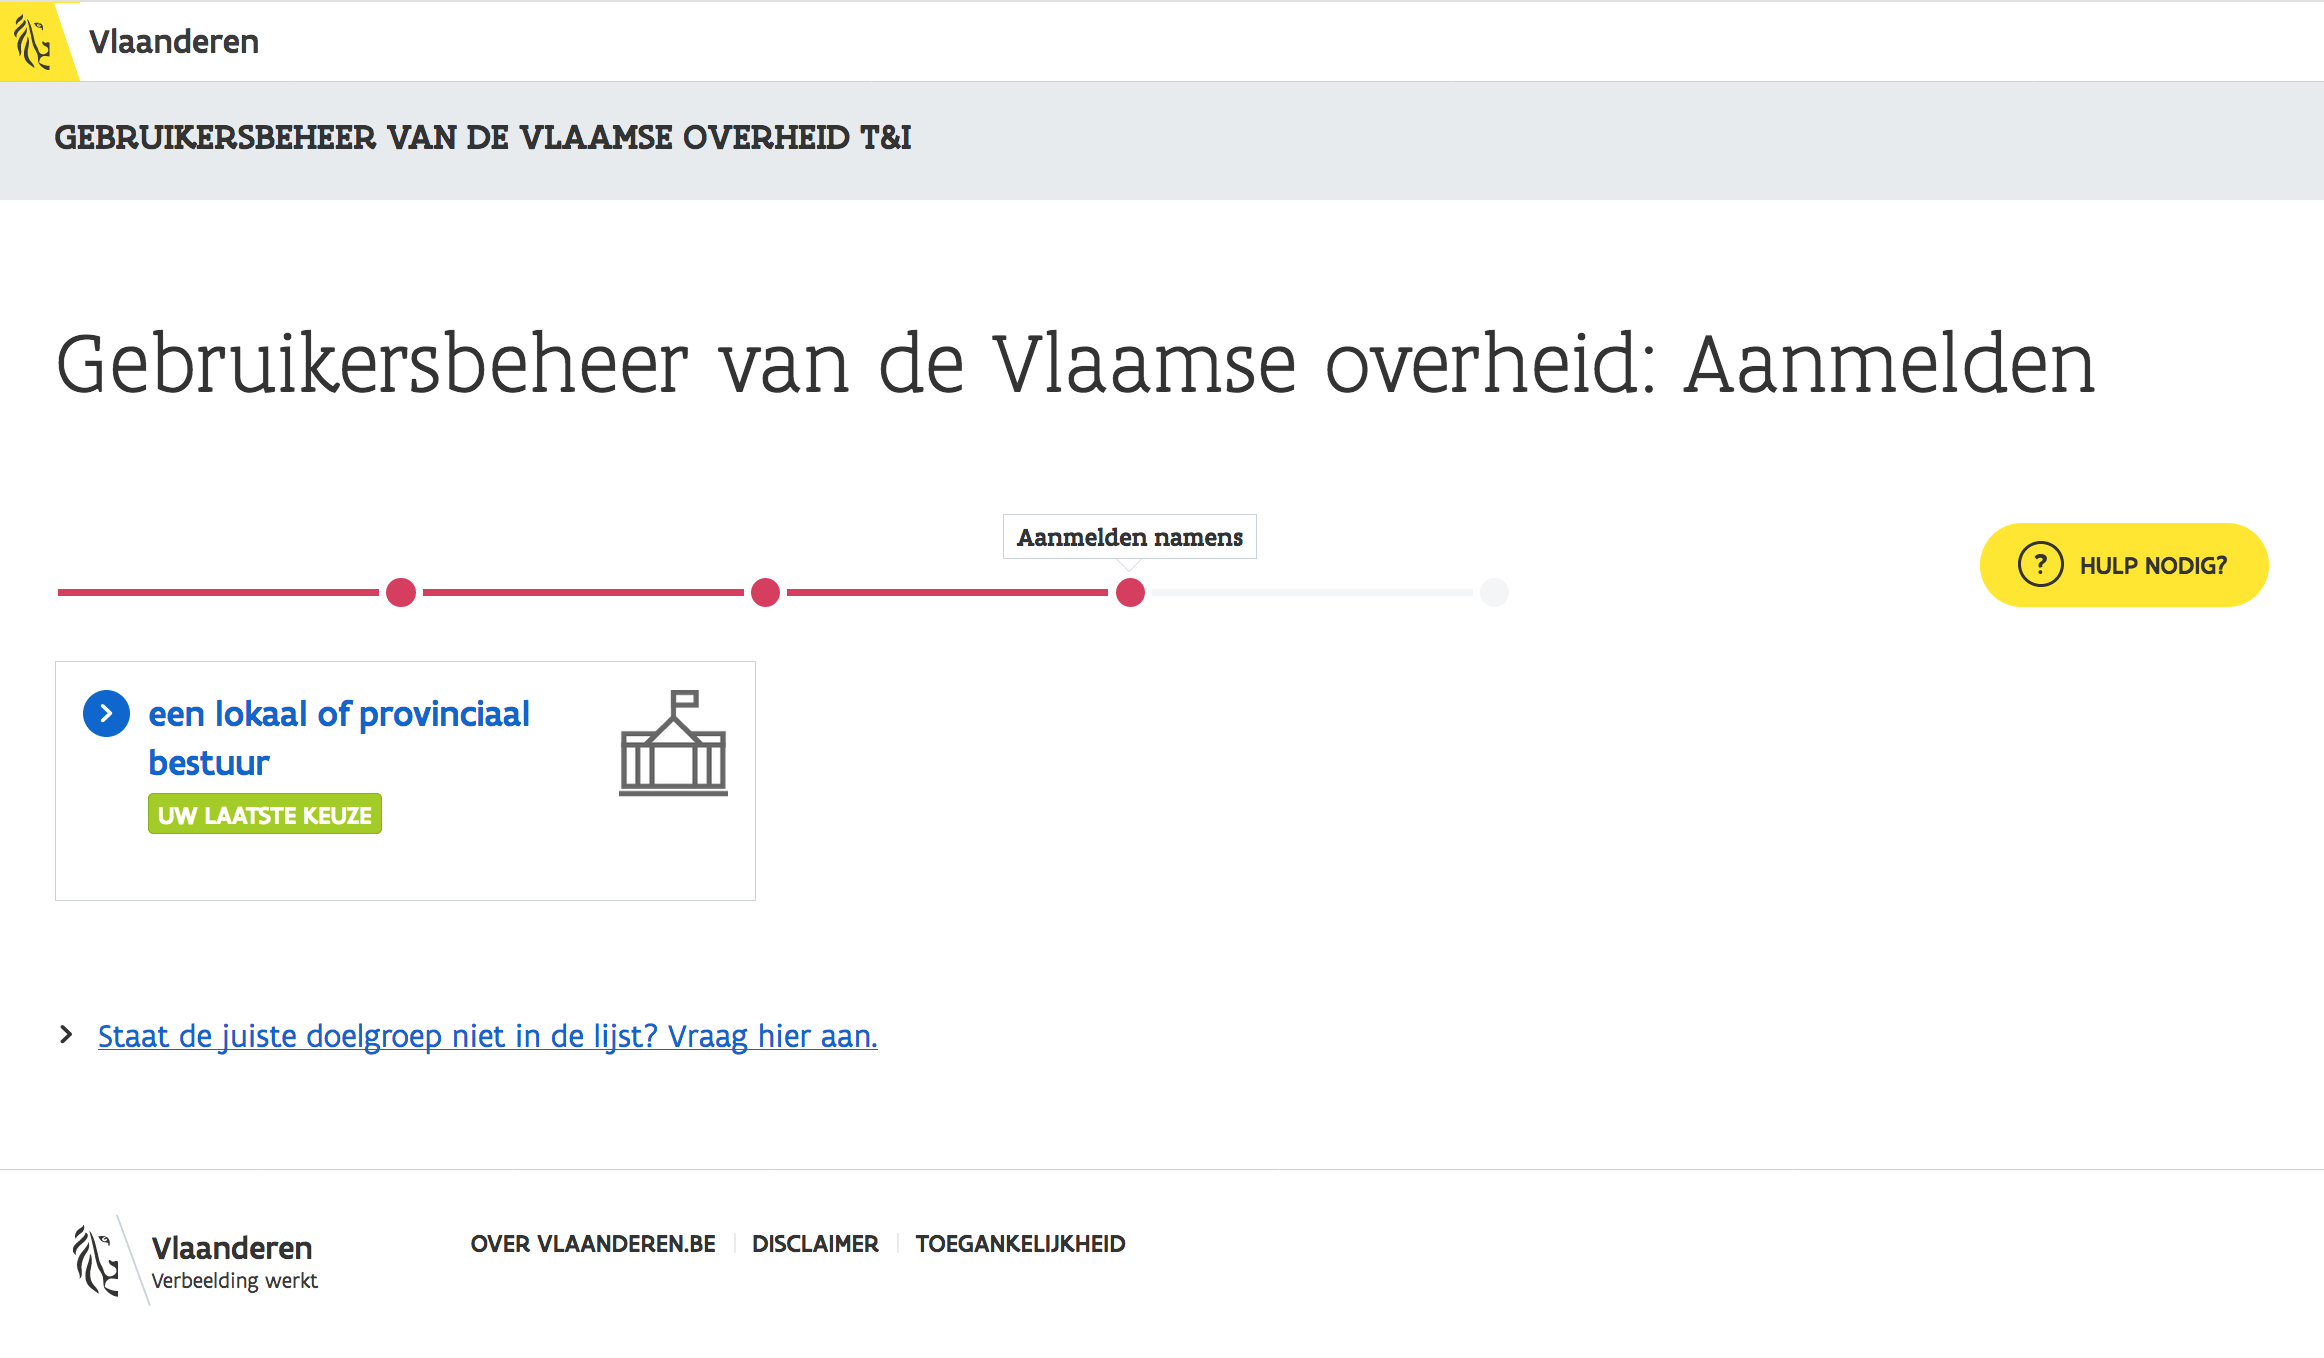 Vlaanderen
GEBRUIKERSBEHEER VAN DE VLAAMSE OVERHEID T&I
Gebruikersbeheer van de Vlaamse overheid: Aanmelden
Aanmelden namens
? HULP NODIG?
een lokaal of provinciaal
bestuur
UW LAATSTE KEUZE
Staat de juiste doelgroep niet in de lijst? Vraag hier aan.
Vlaanderen
Verbeelding werkt
OVER VLAANDEREN.BE DISCLAIMER TOEGANKELIJKHEID